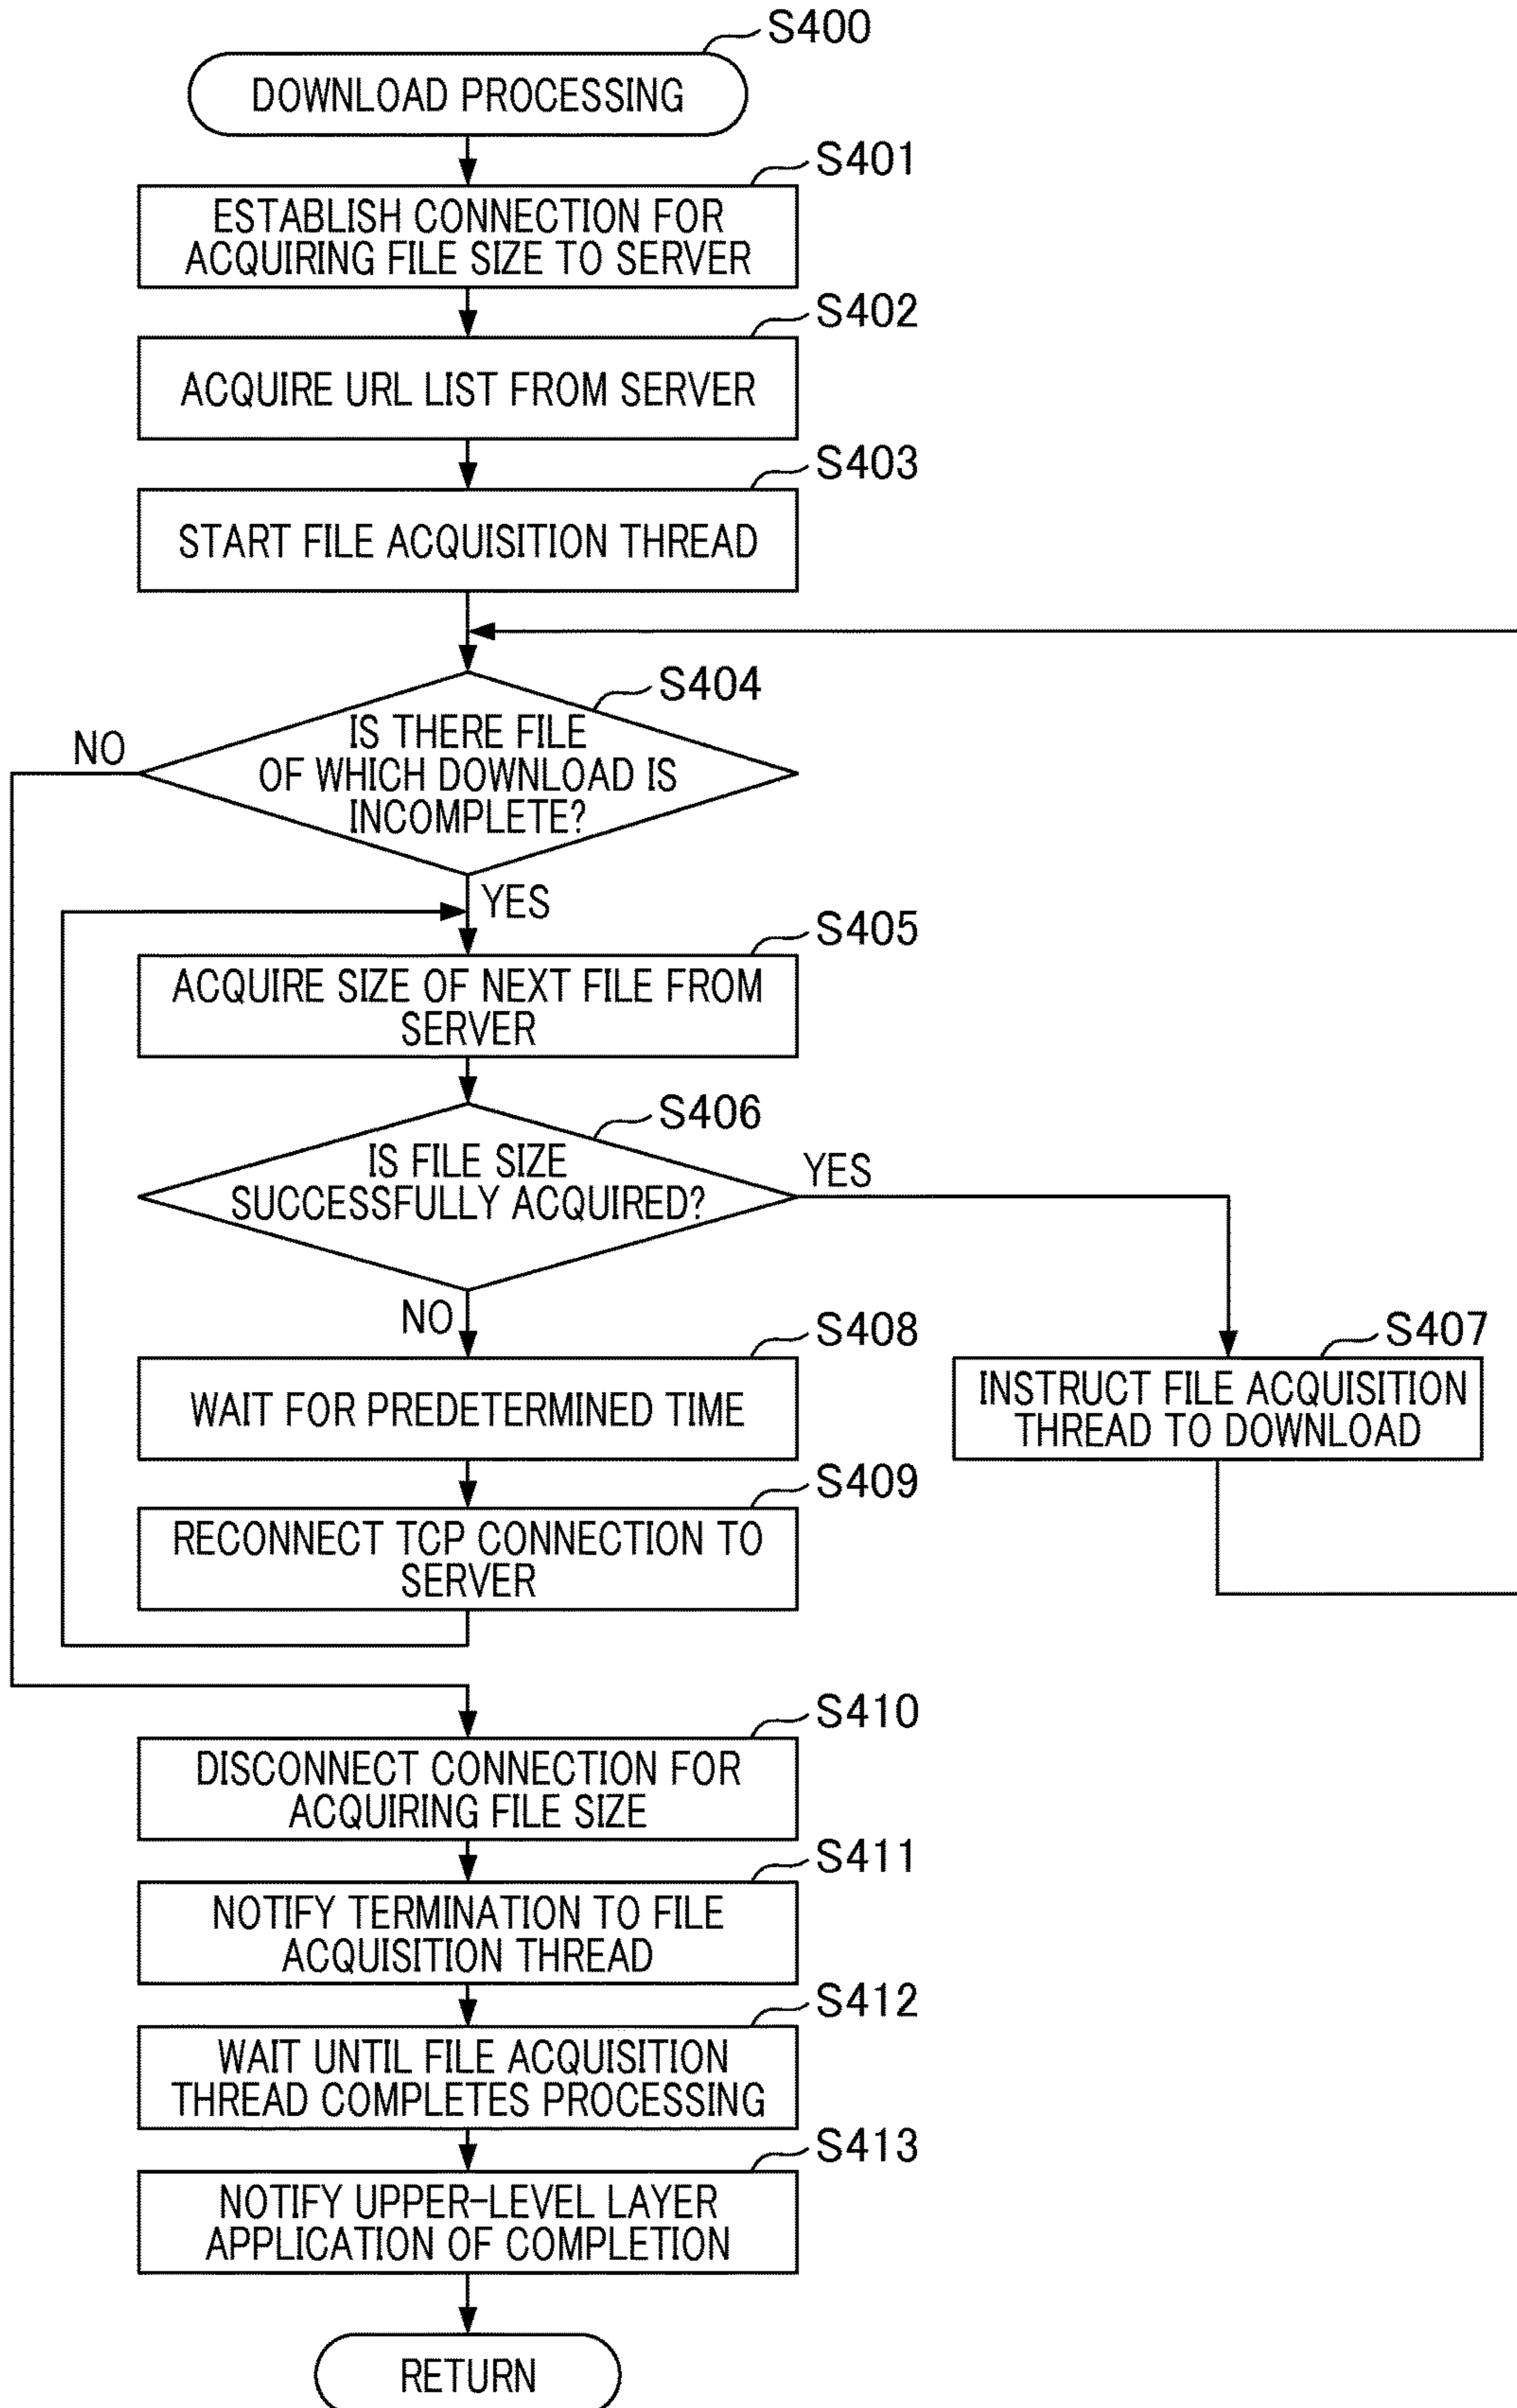 S400
DOWNLOAD PROCESSING
S401
ESTABLISH CONNECTION FOR
ACQUIRING FILE SIZE TO SERVER
S402
ACQUIRE URL LIST FROM SERVER
S403
START FILE ACQUISITION THREAD
S404
IS THERE FILE
OF WHICH DOWNLOAD IS
INCOMPLETE?
NO
YES
S405
ACQUIRE SIZE OF NEXT FILE FROM
SERVER
S406
IS FILE SIZE
SUCCESSFULLY ACQUIRED?
YES
NO
S407
INSTRUCT FILE ACQUISITION
THREAD TO DOWNLOAD
S408
WAIT FOR PREDETERMINED TIME
S409
RECONNECT TCP CONNECTION TO
SERVER
S410
DISCONNECT CONNECTION FOR
ACQUIRING FILE SIZE
S411
NOTIFY TERMINATION TO FILE
ACQUISITION THREAD
S412
WAIT UNTIL FILE ACQUISITION
THREAD COMPLETES PROCESSING
S413
NOTIFY UPPER-LEVEL LAYER
APPLICATION OF COMPLETION
RETURN